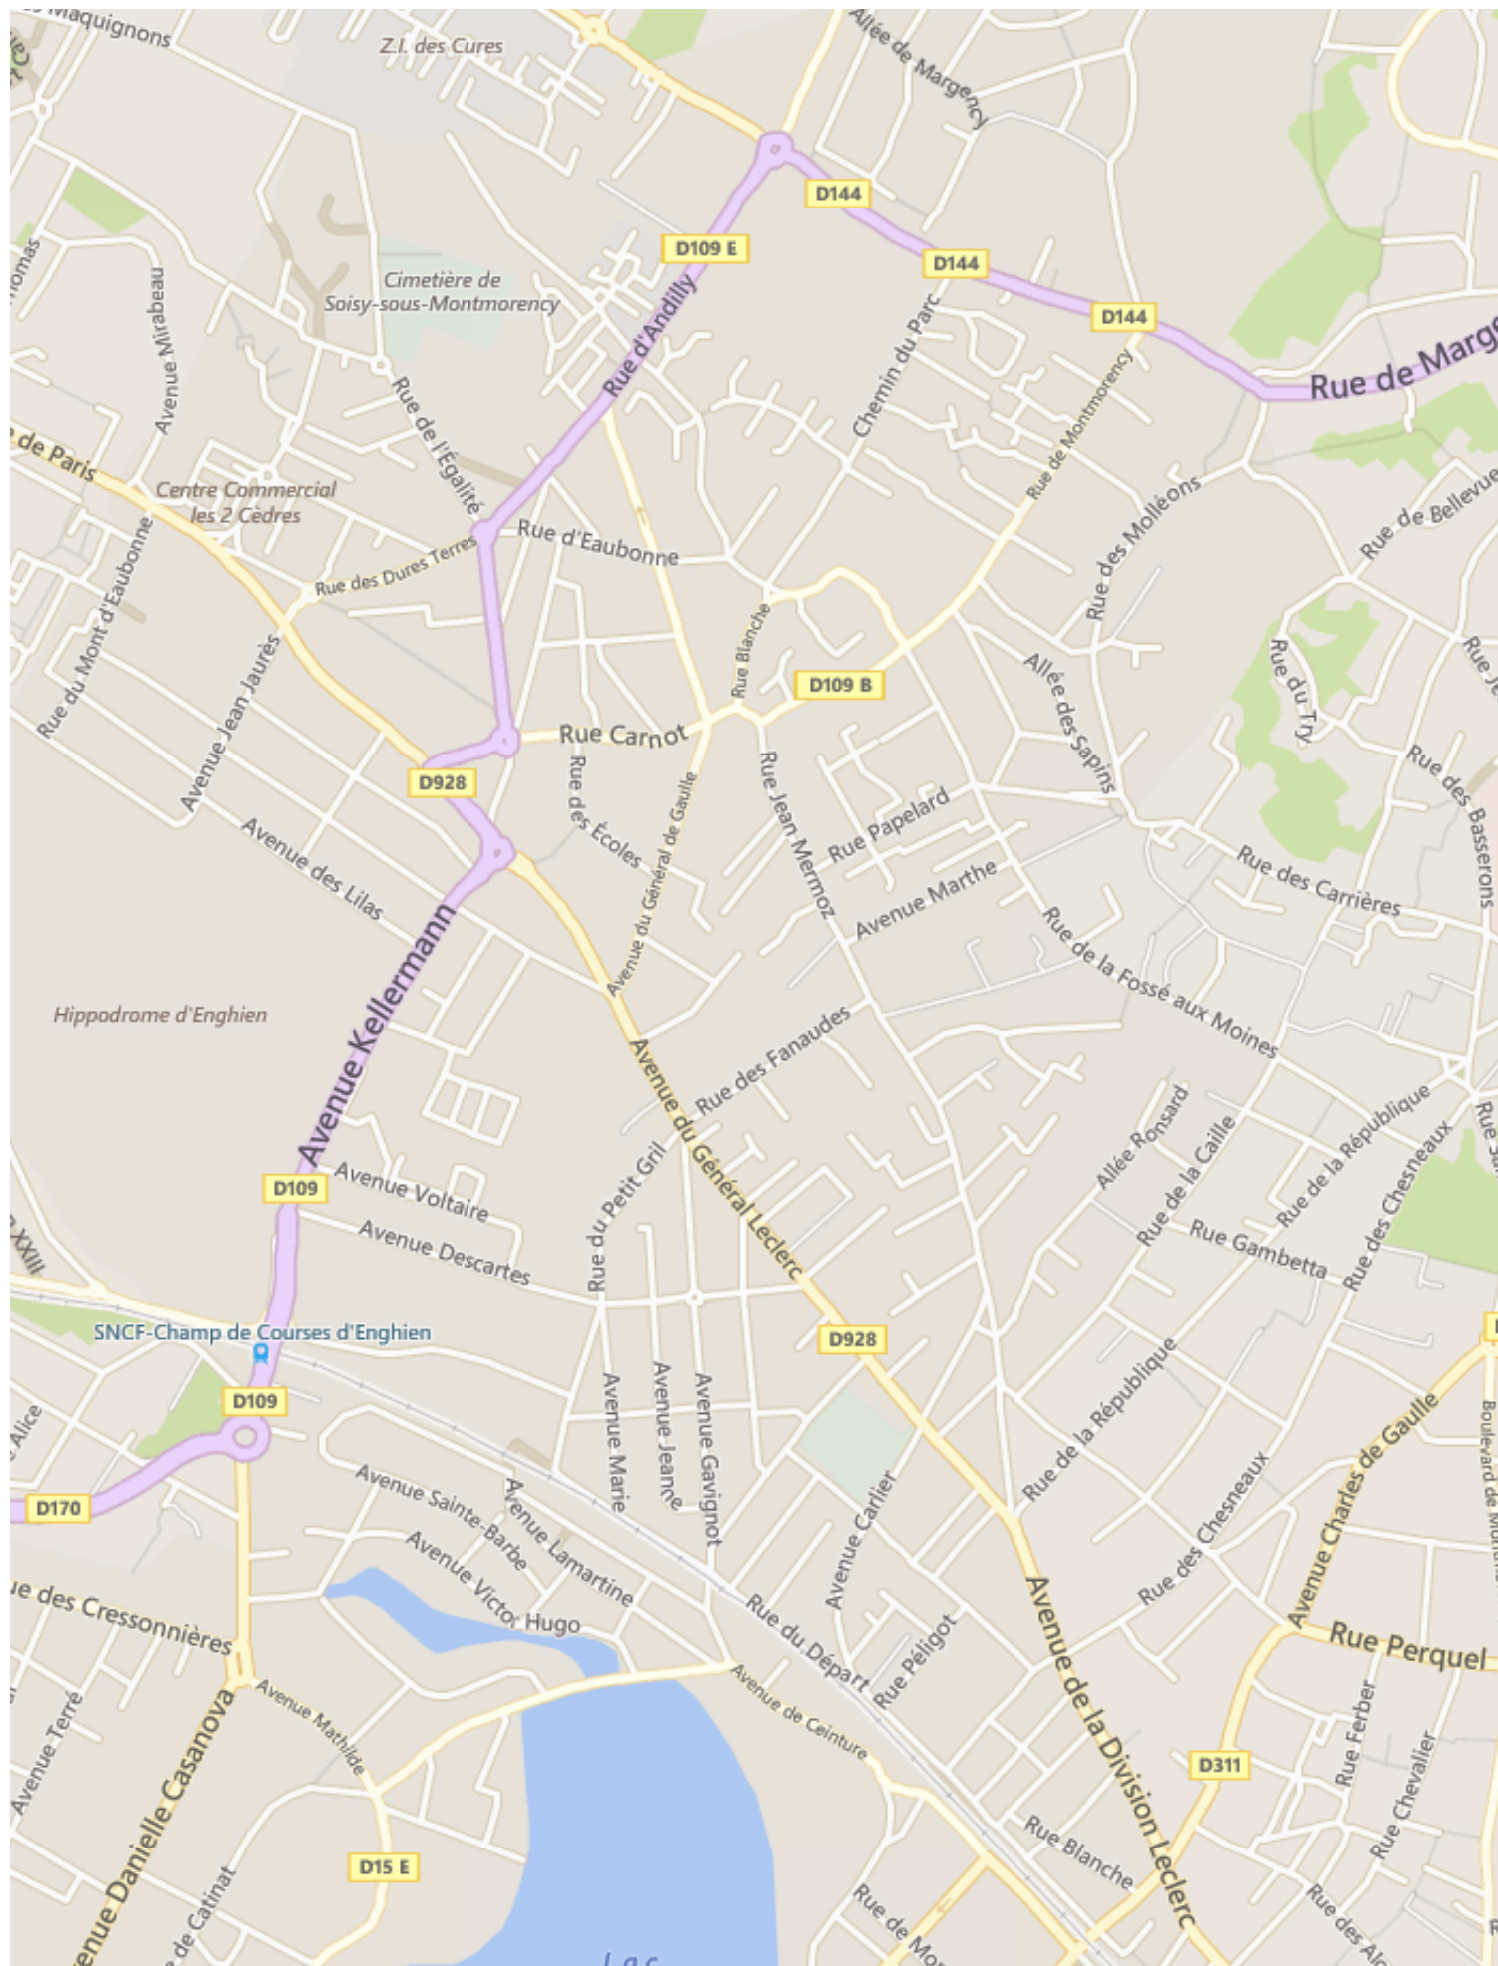 Maquignons
Z.I. des Cures
Allée de Margency
D144
D109 E
D144
Cimetière de
Soisy-sous-Montmorency
Avenue Mirabeau
D144
Rue d'Andilly
Chemin du Parc
Rue de Montmorency
Rue de l'Égalité
de Paris
Centre Commercial
les 2 Cèdres
Rue d'Eaubonne
Rue des Dures Terres
Rue des Molléons
Rue de Bellevue
Rue du Mont d'Eaubonne
Avenue Jean Jaurès
Rue Blanche
D109 B
Allée des Sapins
Rue du Try
Rue Carnot
D928
Rue des Écoles
Avenue du Général de Gaulle
Rue Jean Mermoz
Rue Papelard
Rue des Basserons
Avenue des Lilas
Avenue Marthe
Rue des Carrières
Avenue Kellermann
Rue de la Fossé aux Moines
Hippodrome d'Enghien
Rue des Fanaudes
Avenue du Général Leclerc
Allée Ronsard
Rue de la Caille
Rue de la République
Rue des Chesneaux
D109
Avenue Voltaire
Rue du Petit Gril
Avenue Descartes
Rue Gambetta
XXIII
SNCF-Champ de Courses d'Enghien
D928
D109
Avenue Marie
Avenue Jeanne
Avenue Gavignot
Rue de la République
Avenue Charles de Gaulle
Alice
Avenue Sainte-Barbe
Avenue Lamartine
Avenue Carlier
Rue des Chesneaux
D170
Avenue Victor Hugo
Rue du Départ
Rue Péligot
des Cressonnières
Rue Perquel
Avenue de la Division Leclerc
Avenue Terré
Avenue Mathilde
Avenue de Ceinture
Rue Ferber
D311
Rue Chevalier
Danielle Casanova
Rue Blanche
D15 E
de Catinat
Rue de
Rue des